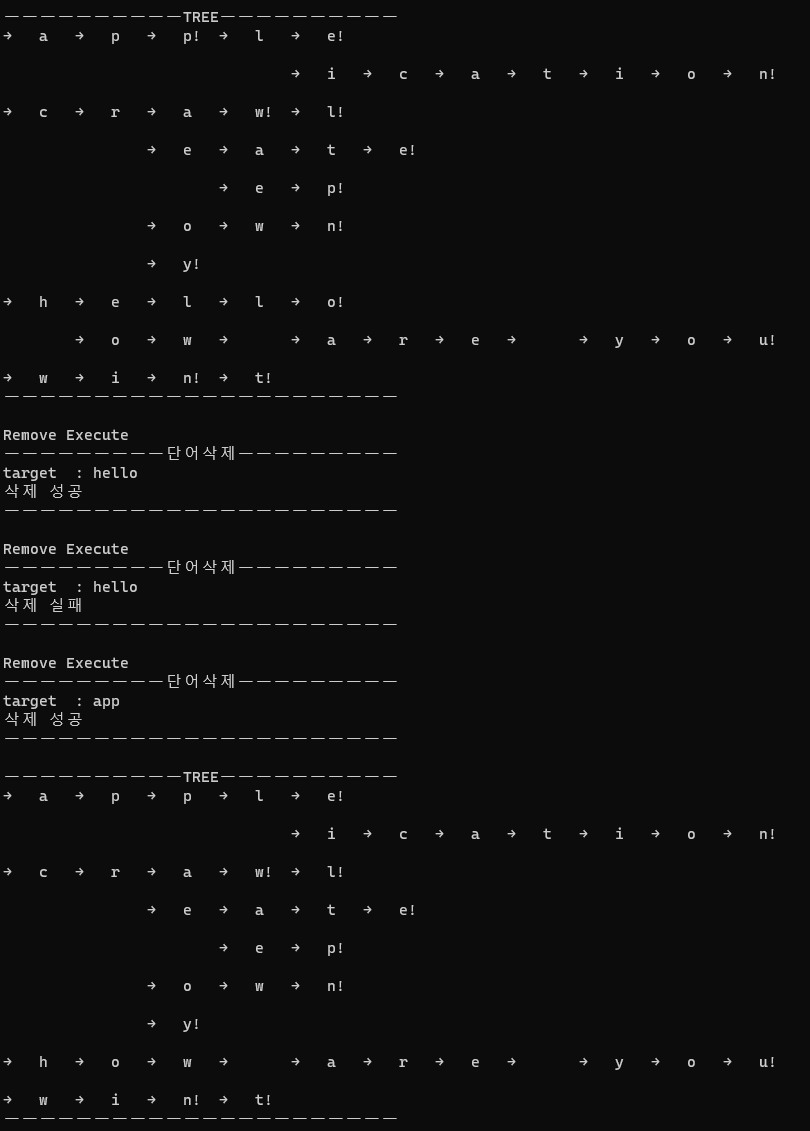 ──────────TREE──────────
→   a   →   p   →   p!  →   l   →   e!
                                →   i   →   c   →   a   →   t   →   i   →   o   →   n!
→   c   →   r   →   a   →   w!  →   l!
                →   e   →   a   →   t   →   e!
                        →   e   →   p!
                →   o   →   w   →   n!
                →   y!
→   h   →   e   →   l   →   l   →   o!
        →   o   →   w   →       →   a   →   r   →   e   →       →   y   →   o   →   u!
→   w   →   i   →   n!  →   t!
──────────────────────
Remove Execute
─────────단어삭제─────────
target  : hello
삭제 성공
──────────────────────
Remove Execute
─────────단어삭제─────────
target  : hello
삭제 실패
──────────────────────
Remove Execute
─────────단어삭제─────────
target  : app
삭제 성공
──────────────────────
──────────TREE──────────
→   a   →   p   →   p   →   l   →   e!
                                →   i   →   c   →   a   →   t   →   i   →   o   →   n!
→   c   →   r   →   a   →   w!  →   l!
                →   e   →   a   →   t   →   e!
                        →   e   →   p!
                →   o   →   w   →   n!
                →   y!
→   h   →   o   →   w   →       →   a   →   r   →   e   →       →   y   →   o   →   u!
→   w   →   i   →   n!  →   t!
──────────────────────